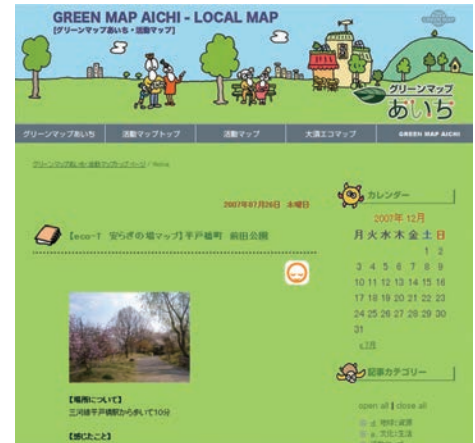 GREEN MAP AICHI - LOCAL MAP
[グリーンマップあいち・活動マップ]
グリーンマップ
あいち
グリーンマップあいち 活動マップトップ 活動マップ 大須エコマップ GREEN MAP AICHI
2007年07月26日 木曜日
【eco-T 安らぎの場マップ】平戸橋町 前田公園
カレンダー
2007年 12月
月 火 水 木 金 土 日
1 2
3 4 5 6 7 8 9
10 11 12 13 14 15 16
17 18 19 20 21 22 23
24 25 26 27 28 29 30
31
«7月
記事カテゴリー
open all | close all
【場所について】
三河線平戸橋駅から歩いて10分
【感じたこと】